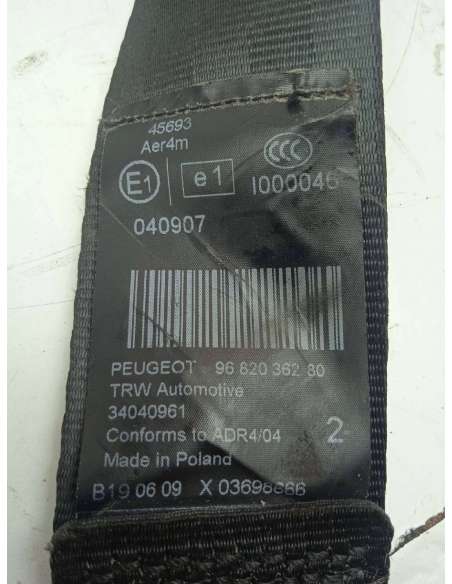 45693
Aer4m
E1 e1 CCC I000046
040907
PEUGEOT 96 820 362 80
TRW Automotive
34040961
Conforms to ADR4/04 2
Made in Poland
B19 06 09 X